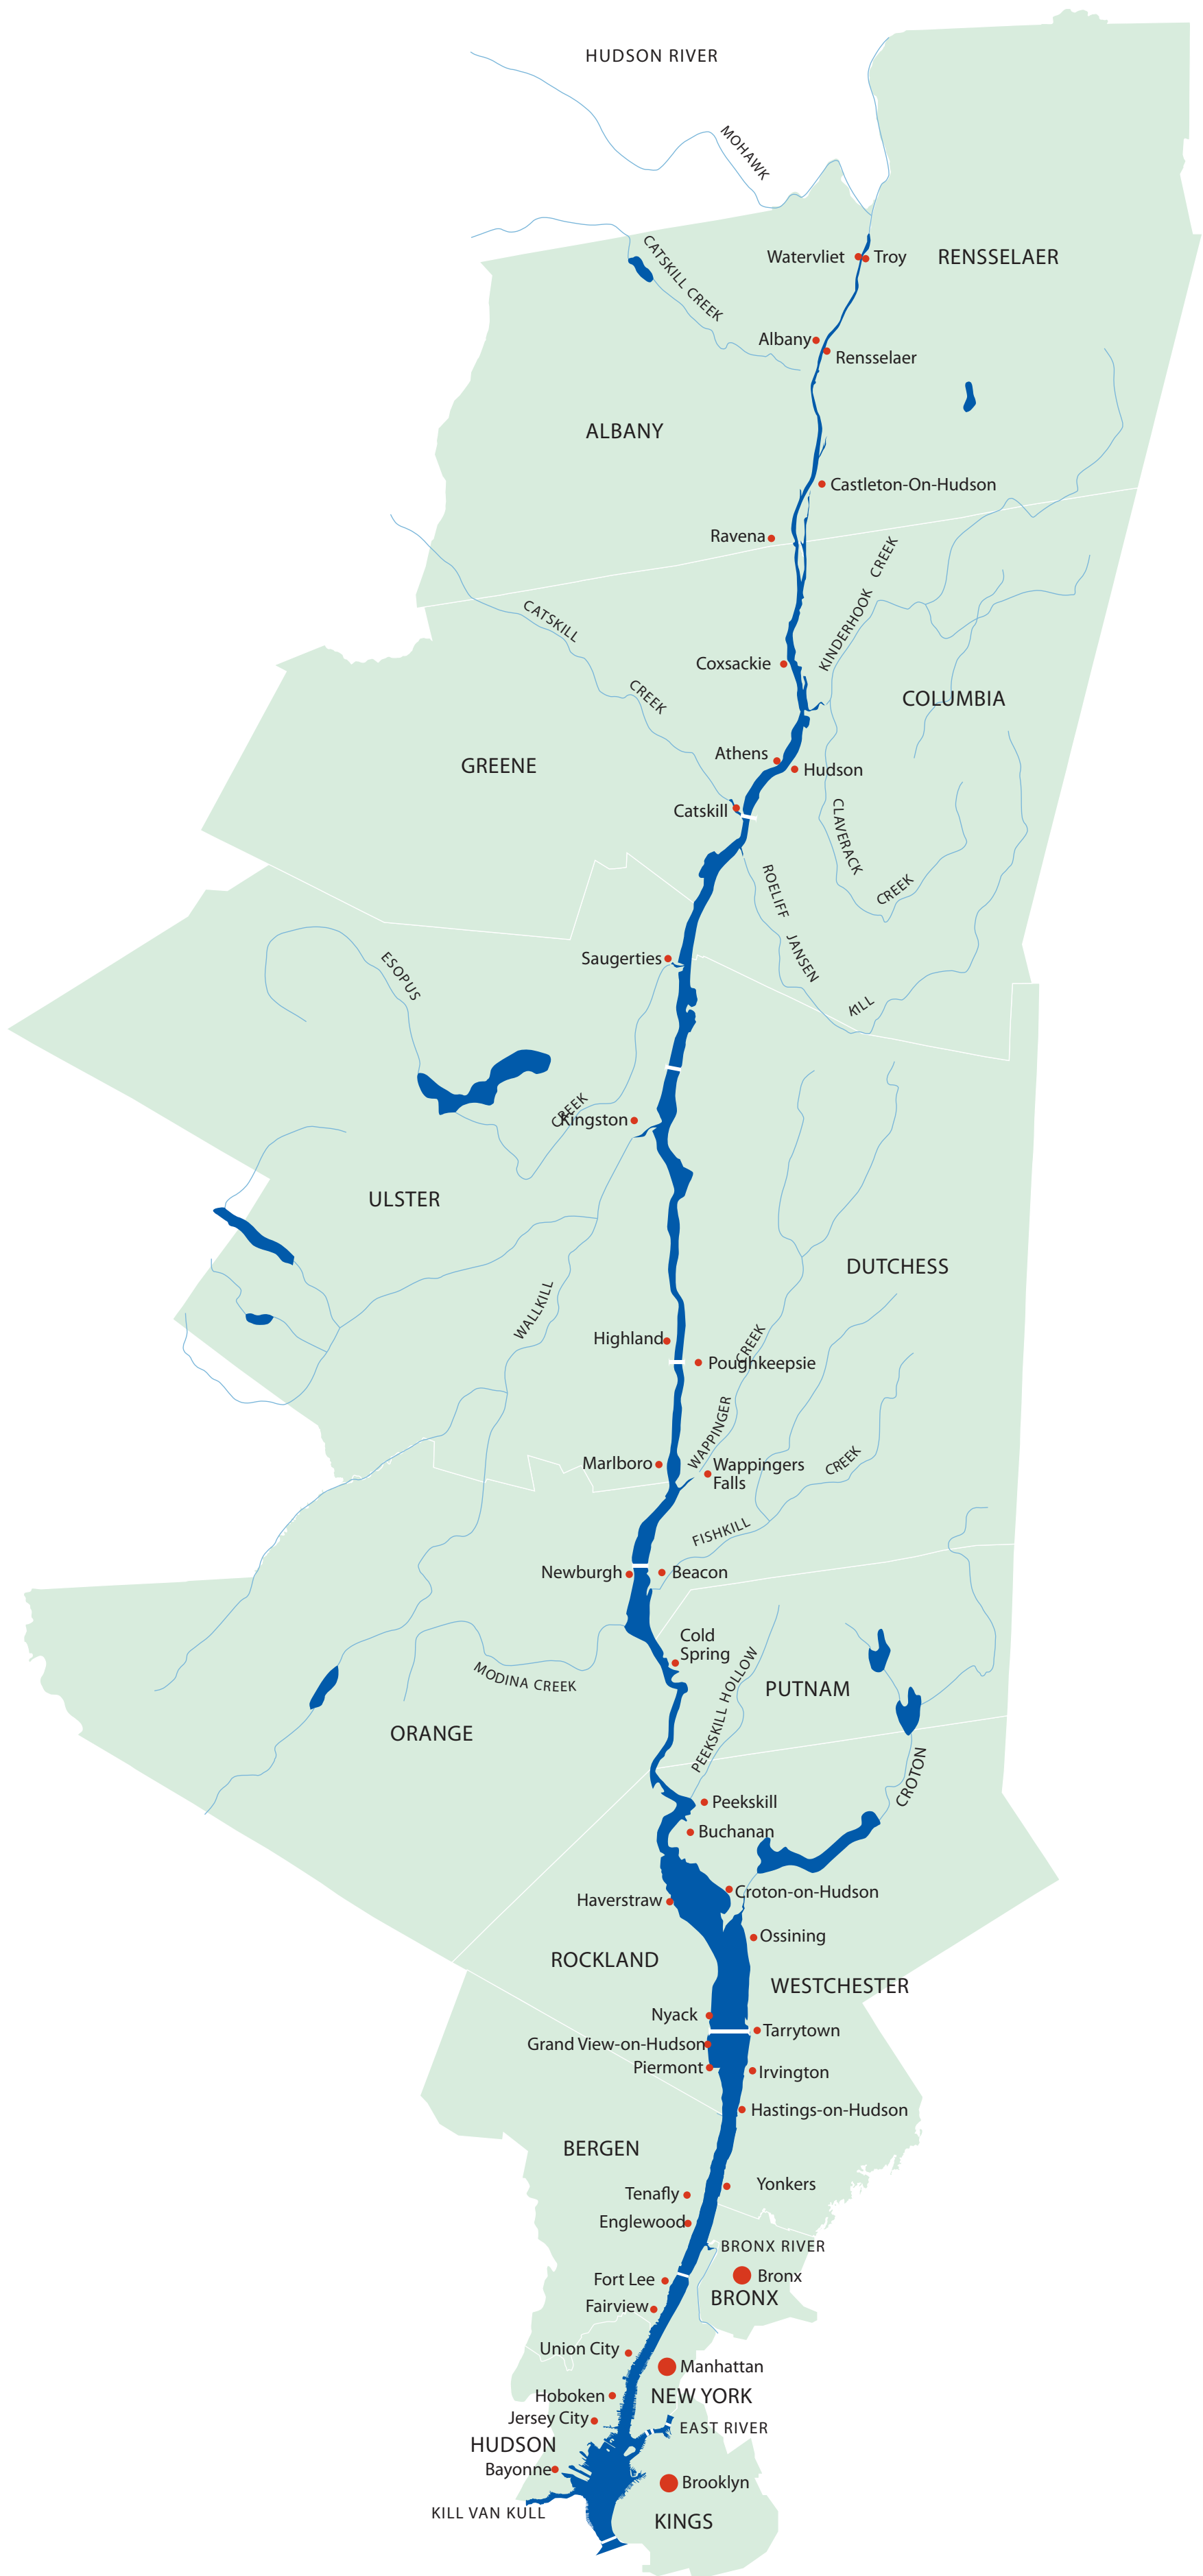 HUDSON RIVER
MOHAWK
CATSKILL CREEK
Watervliet
Troy
RENSSELAER
Albany
Rensselaer
ALBANY
Castleton-On-Hudson
Ravena
KINDERHOOK CREEK
CATSKILL
CREEK
Coxsackie
COLUMBIA
Athens
Hudson
GREENE
Catskill
CLAVERACK
CREEK
ROELIFF
JANSEN
KILL
Saugerties
ESOPUS
CREEK
Kingston
ULSTER
DUTCHESS
WALLKILL
Highland
CREEK
Poughkeepsie
WAPPINGER
Marlboro
Wappingers
Falls
CREEK
FISHKILL
Newburgh
Beacon
Cold
Spring
MODINA CREEK
PEEKSKILL HOLLOW
PUTNAM
ORANGE
CROTON
Peekskill
Buchanan
Haverstraw
Croton-on-Hudson
Ossining
ROCKLAND
WESTCHESTER
Nyack
Tarrytown
Grand View-on-Hudson
Piermont
Irvington
Hastings-on-Hudson
BERGEN
Yonkers
Tenafly
Englewood
BRONX RIVER
Fort Lee
Bronx
BRONX
Fairview
Union City
Manhattan
Hoboken
NEW YORK
Jersey City
EAST RIVER
HUDSON
Bayonne
Brooklyn
KILL VAN KULL
KINGS